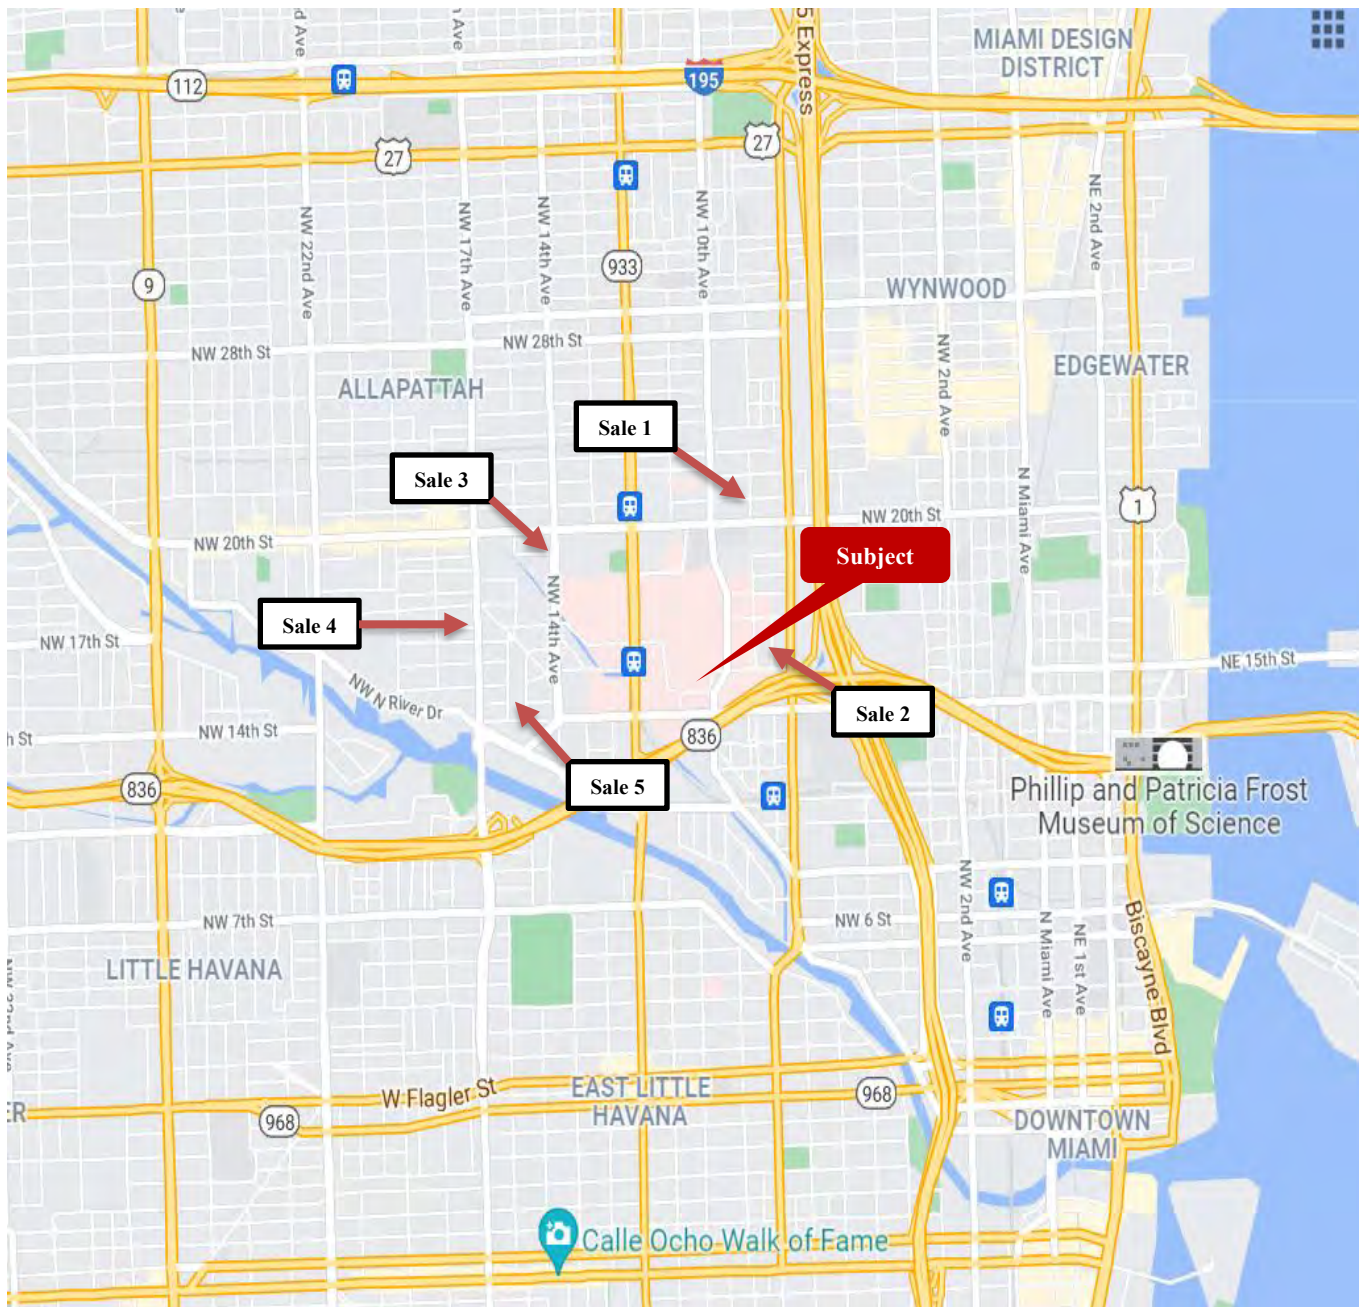 MIAMI DESIGN
DISTRICT
5 Express
d Ave
Ave
112
195
27
27
NW 22nd Ave
NW 17th Ave
NW 14th Ave
NW 10th Ave
NE 2nd Ave
933
9
WYNWOOD
NW 28th St
NW 28th St
NW 2nd Ave
EDGEWATER
ALLAPATTAH
Sale 1
Sale 3
N Miami Ave
1
NW 20th St
NW 20th St
Subject
NW 14th Ave
Sale 4
NW 17th St
NE 15th St
NW N River Dr
Sale 2
NW 14th St
h St
836
Sale 5
836
Phillip and Patricia Frost
Museum of Science
NW 7th St
NW 6 St
NW 2nd Ave
N Miami Ave
NE 1st Ave
Biscayne Blvd
LITTLE HAVANA
W Flagler St
EAST LITTLE
HAVANA
968
968
ER
DOWNTOWN
MIAMI
Calle Ocho Walk of Fame